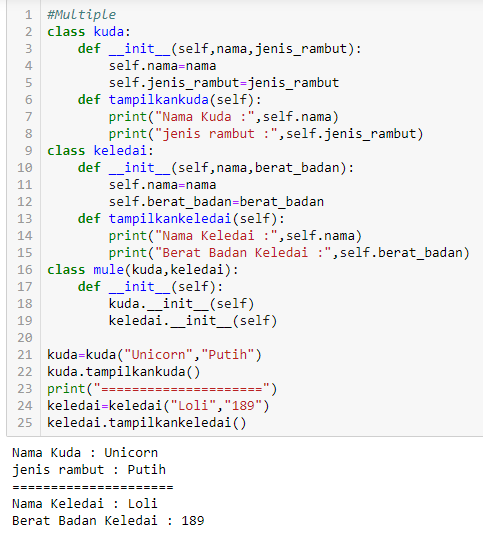 1 #Multiple
2 class kuda:
3     def __init__(self,nama,jenis_rambut):
4         self.nama=nama
5         self.jenis_rambut=jenis_rambut
6     def tampilkankuda(self):
7         print("Nama Kuda :",self.nama)
8         print("jenis rambut :",self.jenis_rambut)
9 class keledai:
10     def __init__(self,nama,berat_badan):
11         self.nama=nama
12         self.berat_badan=berat_badan
13     def tampilkankeledai(self):
14         print("Nama Keledai :",self.nama)
15         print("Berat Badan Keledai :",self.berat_badan)
16 class mule(kuda,keledai):
17     def __init__(self):
18         kuda.__init__(self)
19         keledai.__init__(self)
20
21 kuda=kuda("Unicorn","Putih")
22 kuda.tampilkankuda()
23 print("=====================")
24 keledai=keledai("Loli","189")
25 keledai.tampilkankeledai()
Nama Kuda : Unicorn
jenis rambut : Putih
=====================
Nama Keledai : Loli
Berat Badan Keledai : 189